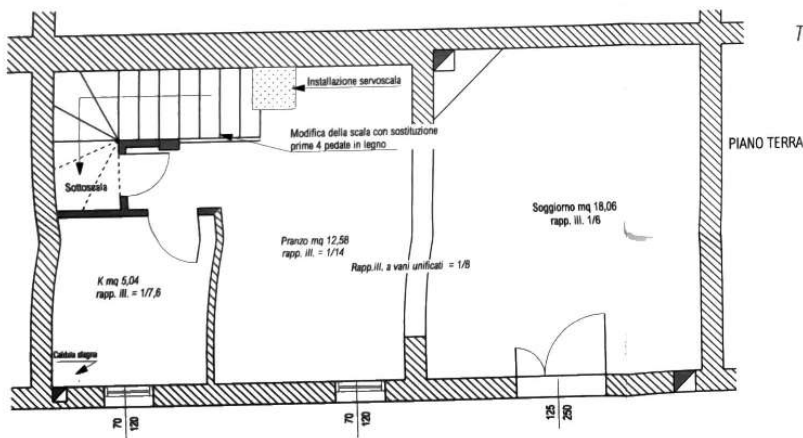 T
Installazione servoscala
Modifica della scala con sostituzione
prime 4 pedate in legno
PIANO TERRA
Sottoscala
Soggiorno mq 18,06
rapp. ill. 1/6
Pranzo mq 12,58
rapp. ill. = 1/14
Rapp.ill. a vani unificati = 1/8
K mq 5,04
rapp. ill. = 1/7,6
Caldaia stagna
70
120
70
120
125
250